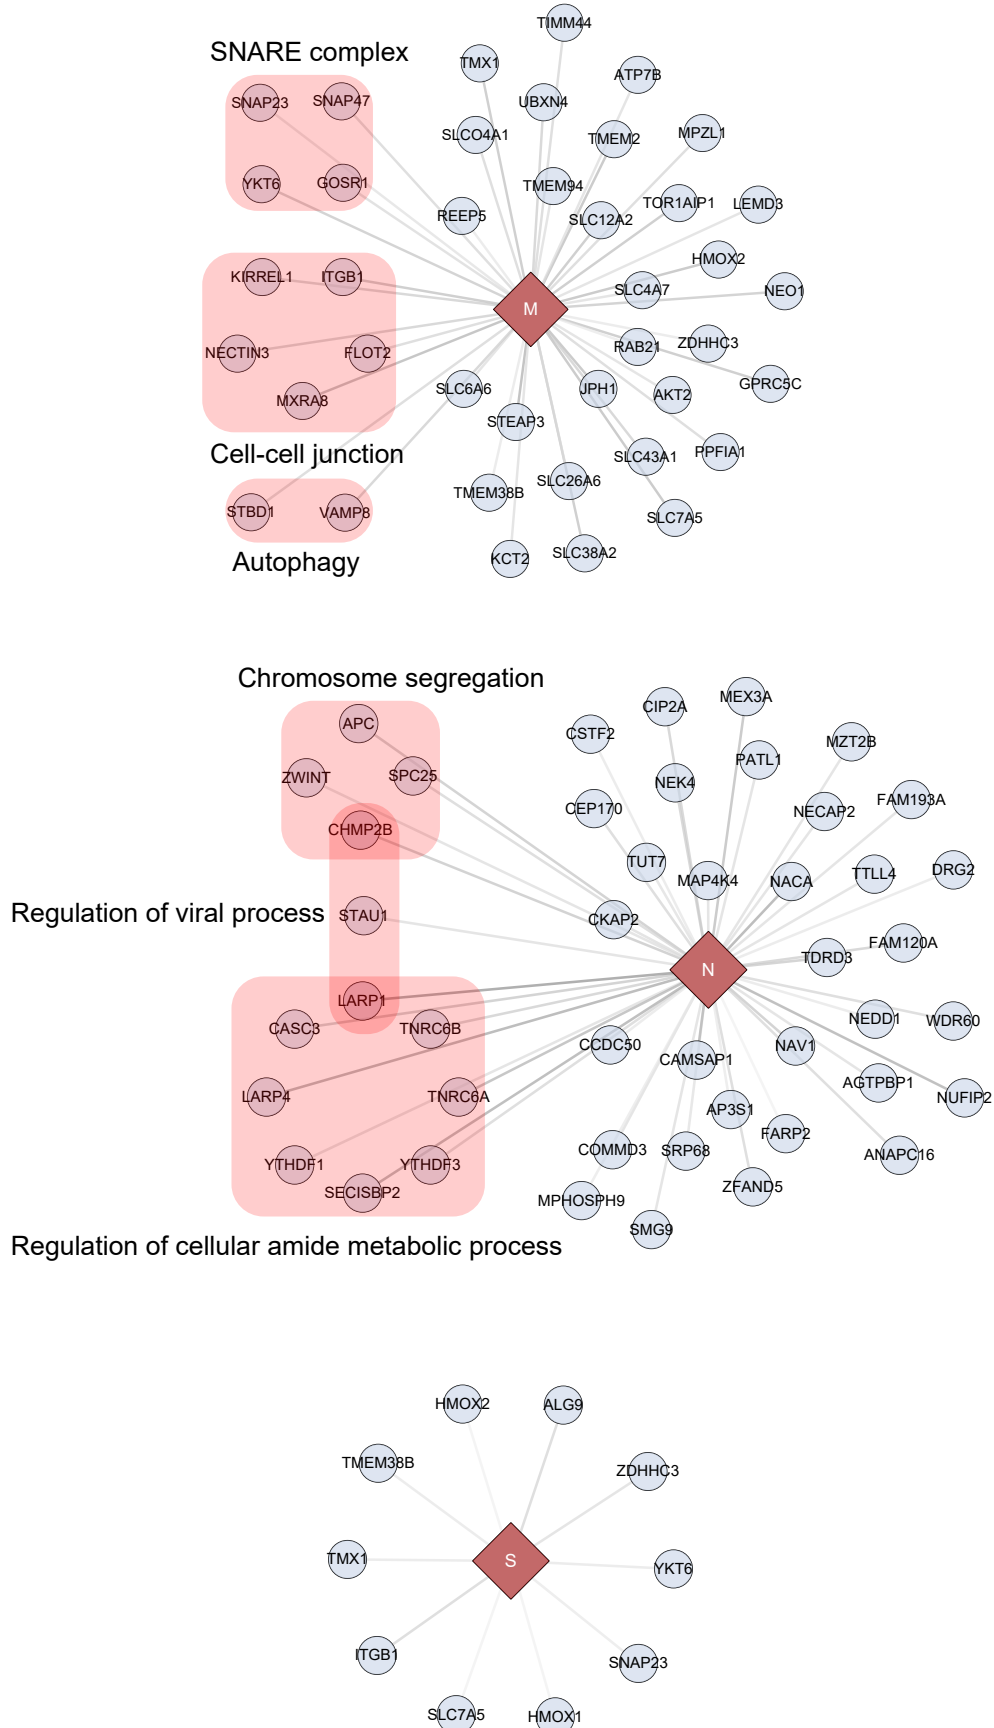 TIMM44
SNARE complex
TMX1
ATP7B
SNAP23
SNAP47
UBXN4
SLCO4A1
TMEM2
MPZL1
YKT6
GOSR1
TMEM94
TOR1AIP1
LEMD3
REEP5
SLC12A2
HMOX2
KIRREL1
ITGB1
SLC4A7
NEO1
M
NECTIN3
FLOT2
RAB21
ZDHHC3
MXRA8
SLC6A6
JPH1
AKT2
GPRC5C
STEAP3
Cell-cell junction
SLC43A1
PPFIA1
TMEM38B
SLC26A6
STBD1
VAMP8
SLC7A5
Autophagy
KCT2
SLC38A2
Chromosome segregation
APC
CIP2A
MEX3A
CSTF2
MZT2B
ZWINT
SPC25
NEK4
PATL1
CEP170
NECAP2
FAM193A
CHMP2B
TUT7
MAP4K4
NACA
TTLL4
DRG2
Regulation of viral process
STAU1
CKAP2
TDRD3
FAM120A
N
LARP1
CASC3
TNRC6B
NEDD1
WDR60
CCDC50
CAMSAP1
NAV1
LARP4
TNRC6A
AGTPBP1
NUFIP2
AP3S1
YTHDF1
YTHDF3
COMMD3
SRP68
FARP2
ANAPC16
SECISBP2
MPHOSPH9
ZFAND5
SMG9
Regulation of cellular amide metabolic process
HMOX2
ALG9
TMEM38B
ZDHHC3
TMX1
S
YKT6
ITGB1
SNAP23
SLC7A5
HMOX1